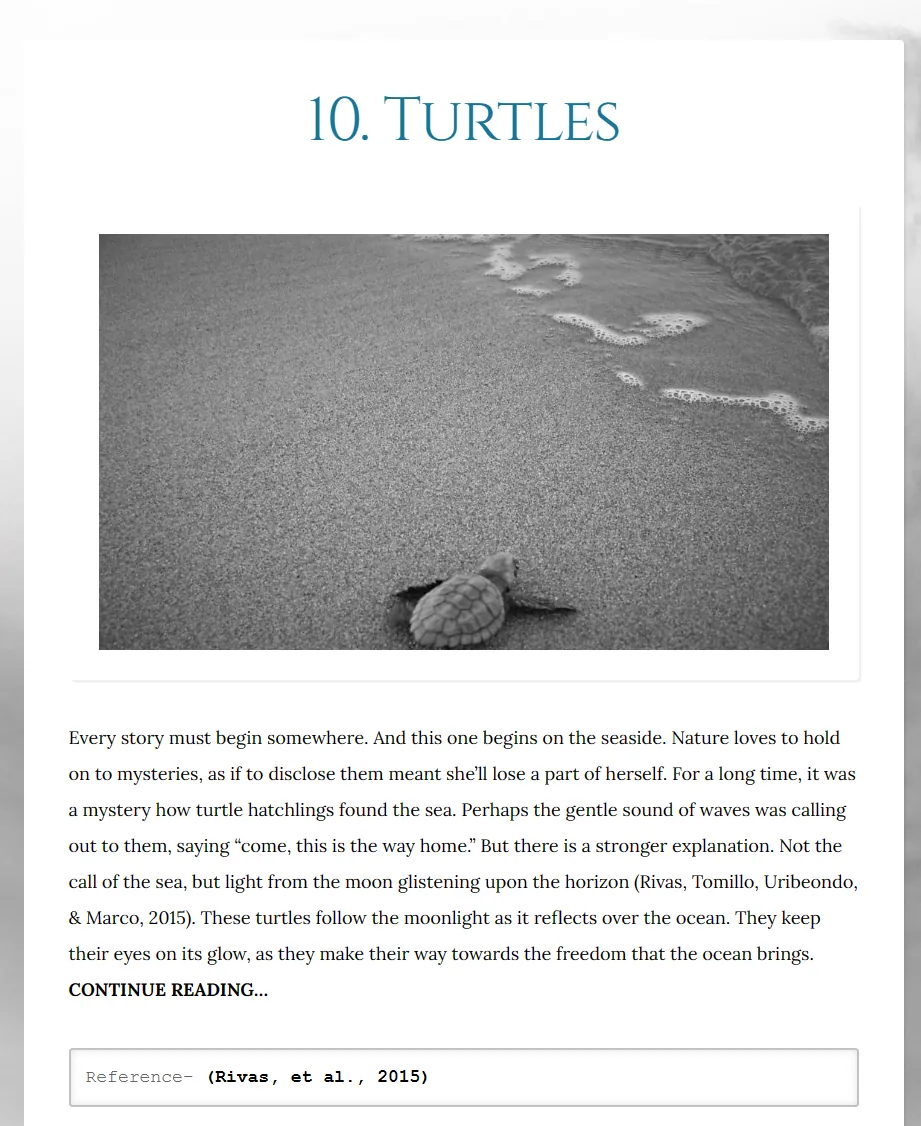 10. Turtles
Every story must begin somewhere. And this one begins on the seaside. Nature loves to hold
on to mysteries, as if to disclose them meant she’ll lose a part of herself. For a long time, it was
a mystery how turtle hatchlings found the sea. Perhaps the gentle sound of waves was calling
out to them, saying “come, this is the way home.” But there is a stronger explanation. Not the
call of the sea, but light from the moon glistening upon the horizon (Rivas, Tomillo, Uribeondo,
& Marco, 2015). These turtles follow the moonlight as it reflects over the ocean. They keep
their eyes on its glow, as they make their way towards the freedom that the ocean brings.
CONTINUE READING…
Reference– (Rivas, et al., 2015)